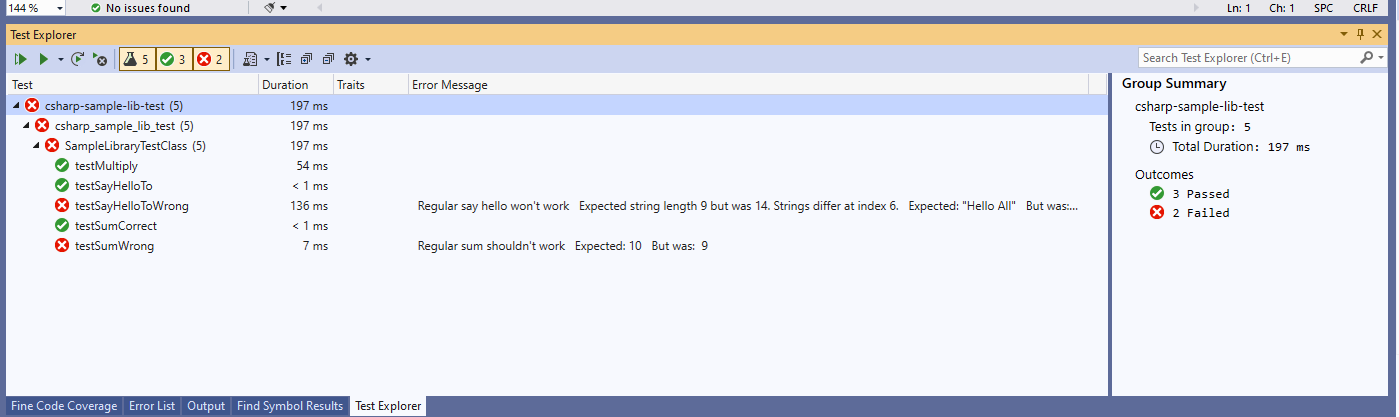 144 % No issues found Ln: 1 Ch: 1 SPC CRLF
Test Explorer
5 3 2 Search Test Explorer (Ctrl+E)
Test Duration Traits Error Message
Group Summary
csharp-sample-lib-test (5) 197 ms
csharp-sample-lib-test
csharp_sample_lib_test (5) 197 ms
Tests in group: 5
SampleLibraryTestClass (5) 197 ms
Total Duration: 197 ms
testMultiply 54 ms
Outcomes
testSayHelloTo < 1 ms
3 Passed
testSayHelloToWrong 136 ms Regular say hello won't work Expected string length 9 but was 14. Strings differ at index 6. Expected: "Hello All" But was:...
2 Failed
testSumCorrect < 1 ms
testSumWrong 7 ms Regular sum shouldn't work Expected: 10 But was: 9
Fine Code Coverage Error List Output Find Symbol Results Test Explorer